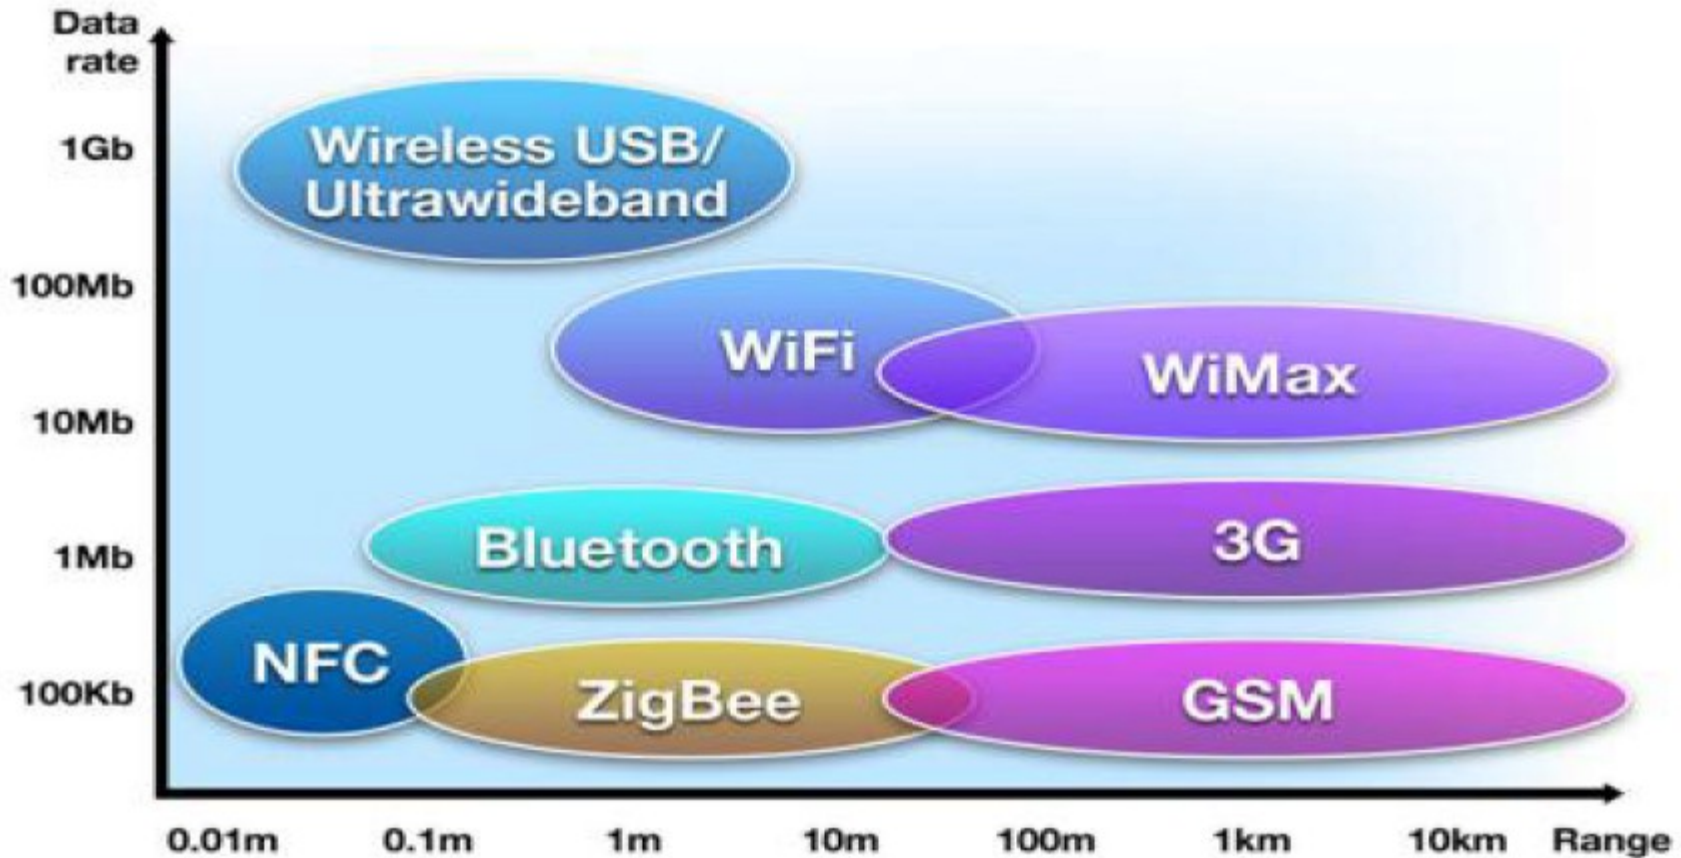 Data
rate
1Gb
Wireless USB/
Ultrawideband
100Mb
WiFi
WiMax
10Mb
Bluetooth
3G
1Mb
NFC
ZigBee
GSM
100Kb
0.01m 0.1m 1m 10m 100m 1km 10km Range